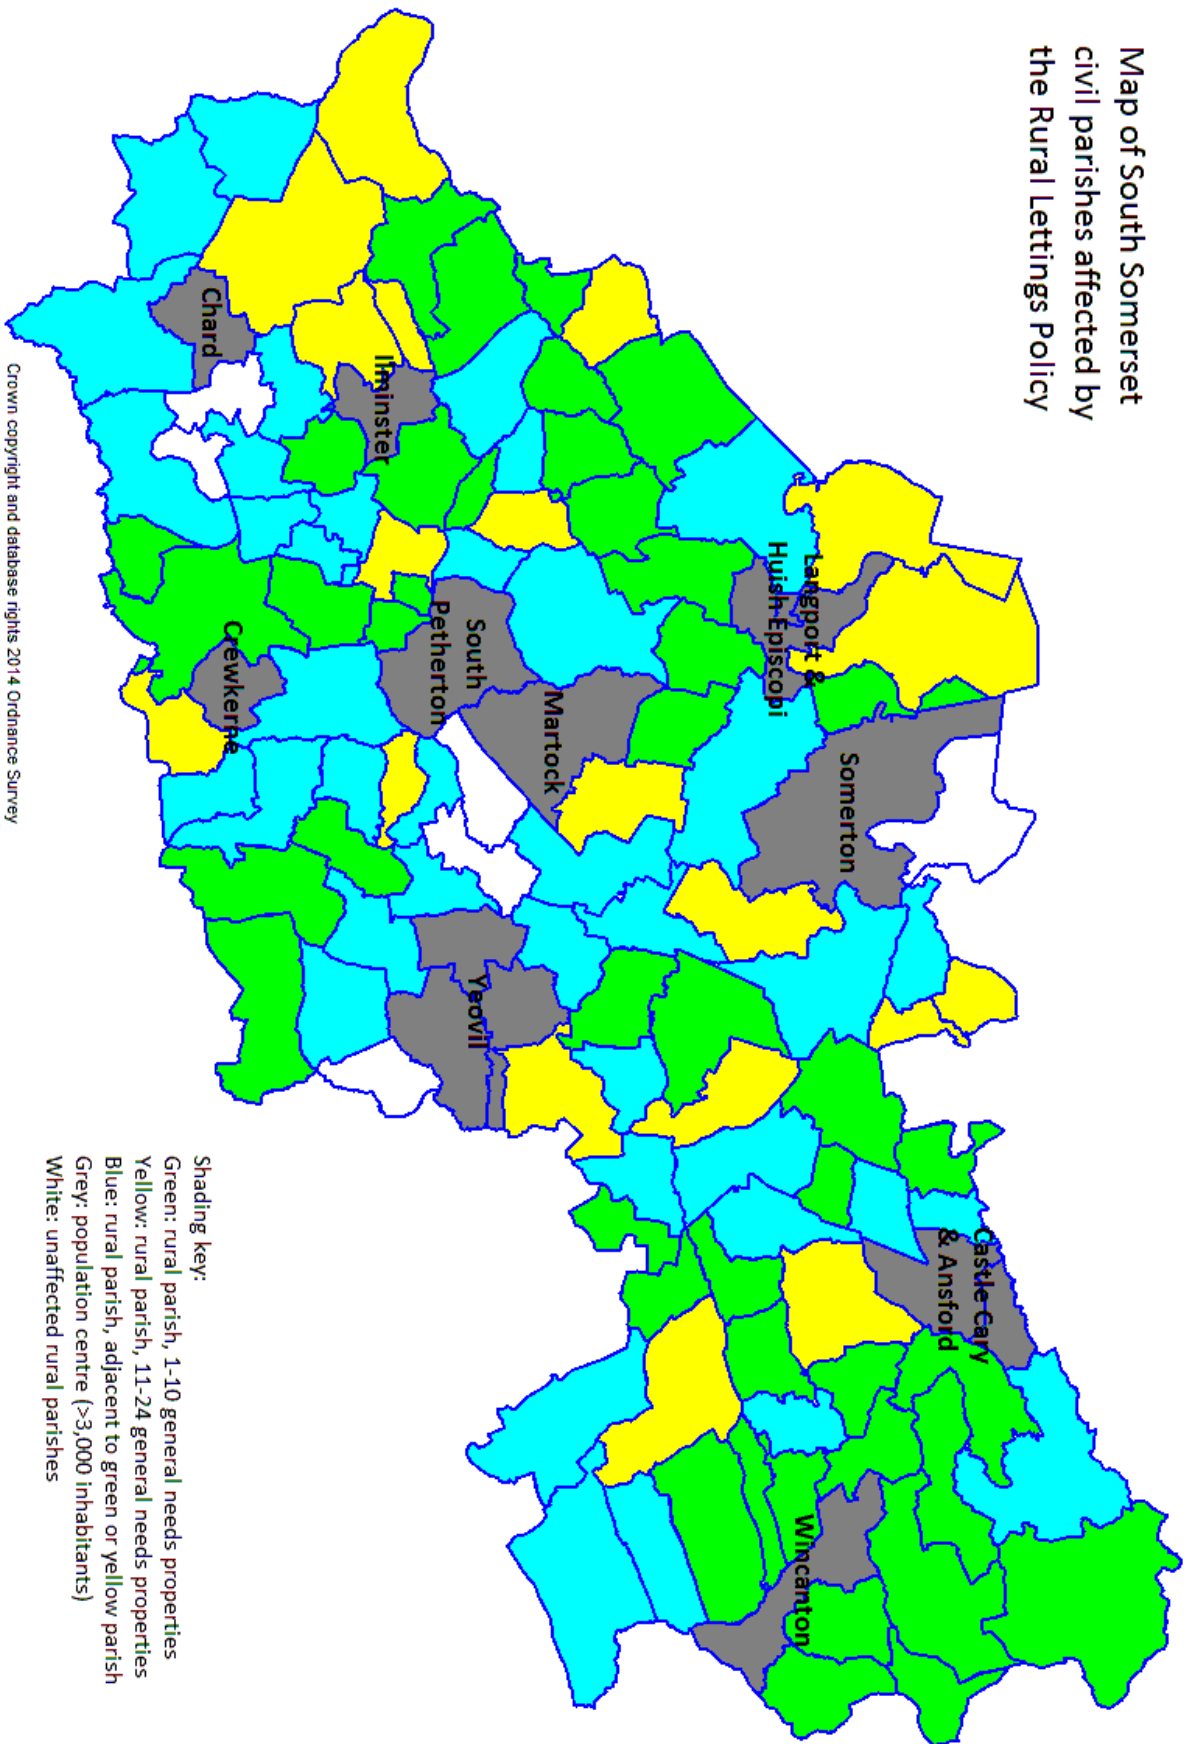 Map of South Somerset
civil parishes affected by
the Rural Lettings Policy
Langport &
Huish Episcopi
Somerton
Castle Cary
& Ansford
Wincanton
Martock
South
Petherton
Ilminster
Yeovil
Chard
Crewkerne
Shading key:
Green: rural parish, 1-10 general needs properties
Yellow: rural parish, 11-24 general needs properties
Blue: rural parish, adjacent to green or yellow parish
Grey: population centre (>3,000 inhabitants)
White: unaffected rural parishes
Crown copyright and database rights 2014 Ordnance Survey